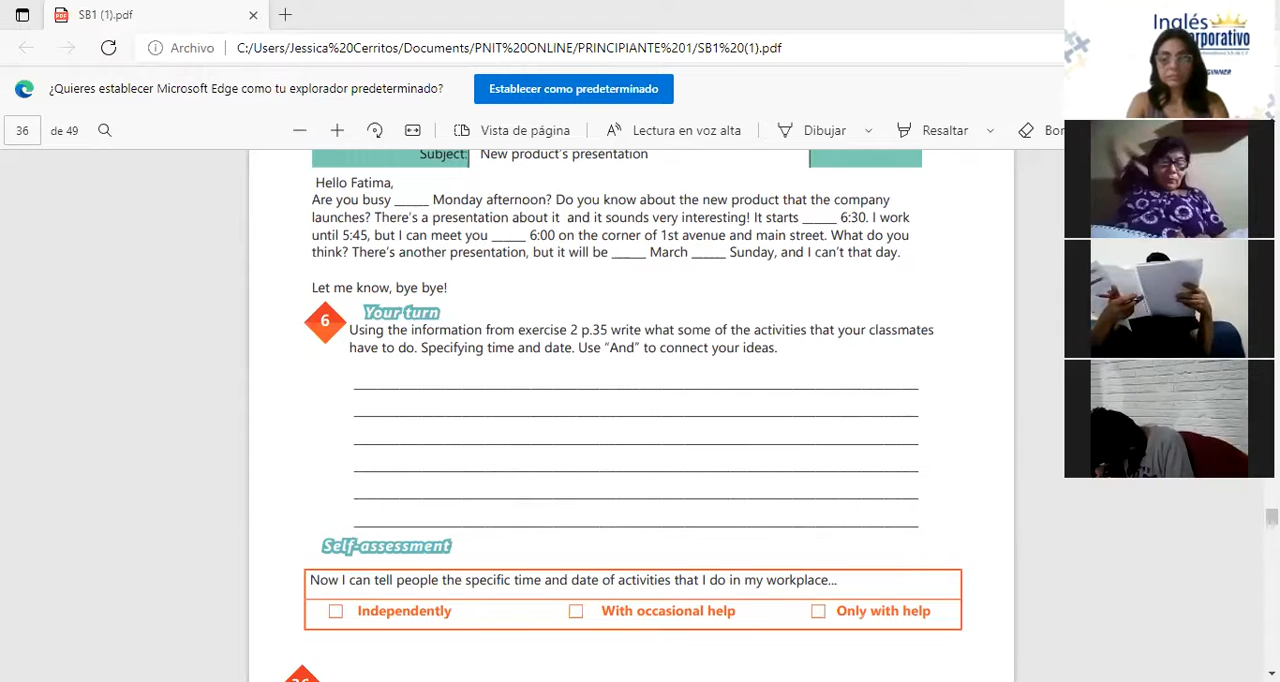 SB1 (1).pdf
Archivo
C:/Users/Jessica%20Cerritos/Documents/PNIT%20ONLINE/PRINCIPIANTE%201/SB1%20(1).pdf
¿Quieres establecer Microsoft Edge como tu explorador predeterminado?
Establecer como predeterminado
36 de 49
Vista de página
Lectura en voz alta
Dibujar
Resaltar
Inglés
rporativo
Subject: New product's presentation
Hello Fatima,
Are you busy _____ Monday afternoon? Do you know about the new product that the company
launches? There's a presentation about it and it sounds very interesting! It starts _____ 6:30. I work
until 5:45, but I can meet you _____ 6:00 on the corner of 1st avenue and main street. What do you
think? There's another presentation, but it will be _____ March _____ Sunday, and I can't that day.
Let me know, bye bye!
6 Your turn
Using the information from exercise 2 p.35 write what some of the activities that your classmates
have to do. Specifying time and date. Use “And” to connect your ideas.
Self-assessment
Now I can tell people the specific time and date of activities that I do in my workplace...
Independently
With occasional help
Only with help